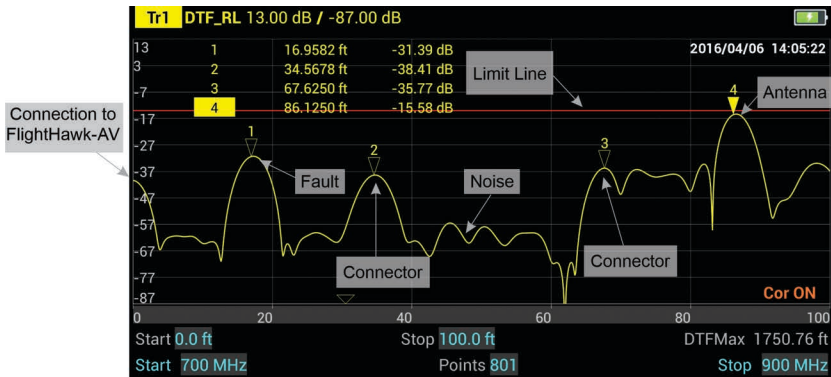 Tr1 DTF_RL 13.00 dB / -87.00 dB
13
1 16.9582 ft -31.39 dB
2016/04/06 14:05:22
3
2 34.5678 ft -38.41 dB
3 67.6250 ft -35.77 dB
4 86.1250 ft -15.58 dB
Limit Line
-7
4
Antenna
Connection to
FlightHawk-AV
-17
1
-27
2
3
-37
Fault
Noise
-47
-57
Connector
-67
Connector
-77
-87
Cor ON
0 20 40 60 80 100
Start 0.0 ft Stop 100.0 ft DTFMax 1750.76 ft
Start 700 MHz Points 801 Stop 900 MHz